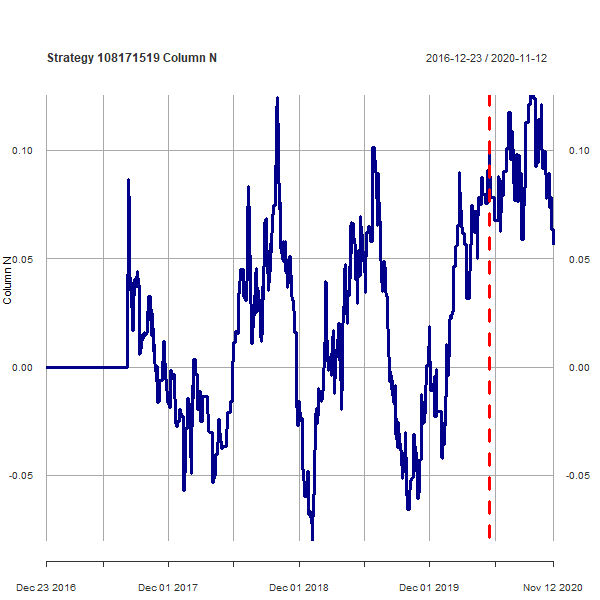 Strategy 108171519 Column N
2016-12-23 / 2020-11-12
0.10
0.10
0.05
0.05
Column N
0.00
0.00
-0.05
-0.05
Dec 23 2016
Dec 01 2017
Dec 01 2018
Dec 01 2019
Nov 12 2020